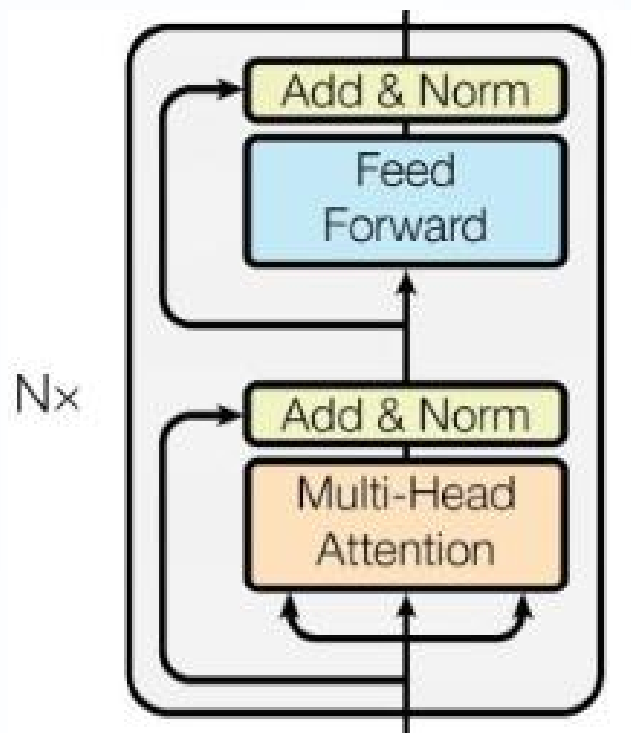 Add & Norm
Feed
Forward
Nx
Add & Norm
Multi-Head
Attention